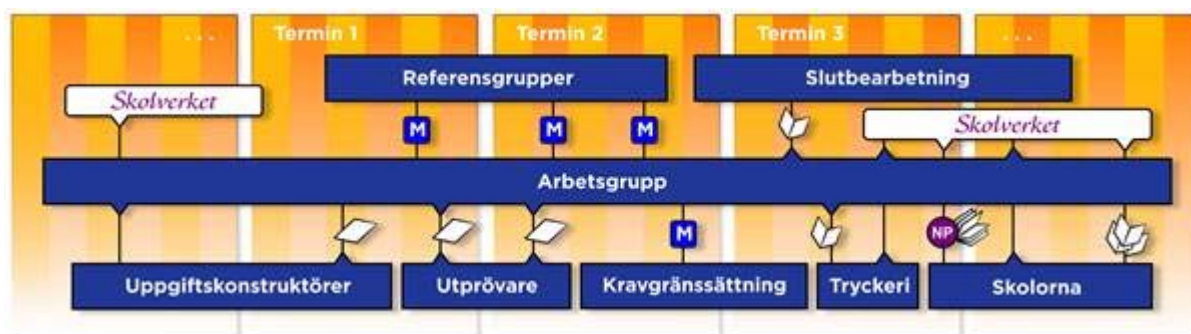 . . .
Termin 1
Termin 2
Termin 3
. . .
Referensgrupper
Slutbearbetning
Skolverket
Skolverket
M
M
M
Arbetsgrupp
M
NP
Uppgiftskonstruktörer
Utprövare
Kravgränssättning
Tryckeri
Skolorna